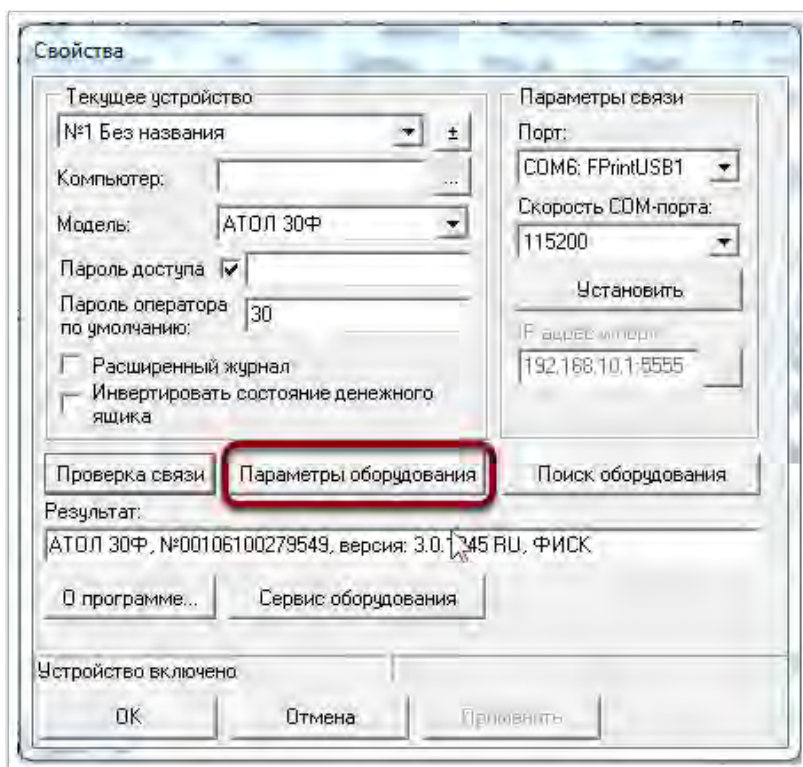 Свойства
Текущее устройство
№1 Без названия
±
Компьютер:
...
Модель:
АТОЛ 30Ф
Пароль доступа
Пароль оператора
по умолчанию:
30
Расширенный журнал
Инвертировать состояние денежного
ящика
Параметры связи
Порт:
COM6: FPrintUSB1
Скорость COM-порта:
115200
Установить
192.168.10.1:5555
Проверка связи
Параметры оборудования
Поиск оборудования
Результат:
АТОЛ 30Ф, №00106100279549, версия: RU, ФИСК
О программе...
Сервис оборудования
Устройство включено
OK
Отмена
Применить